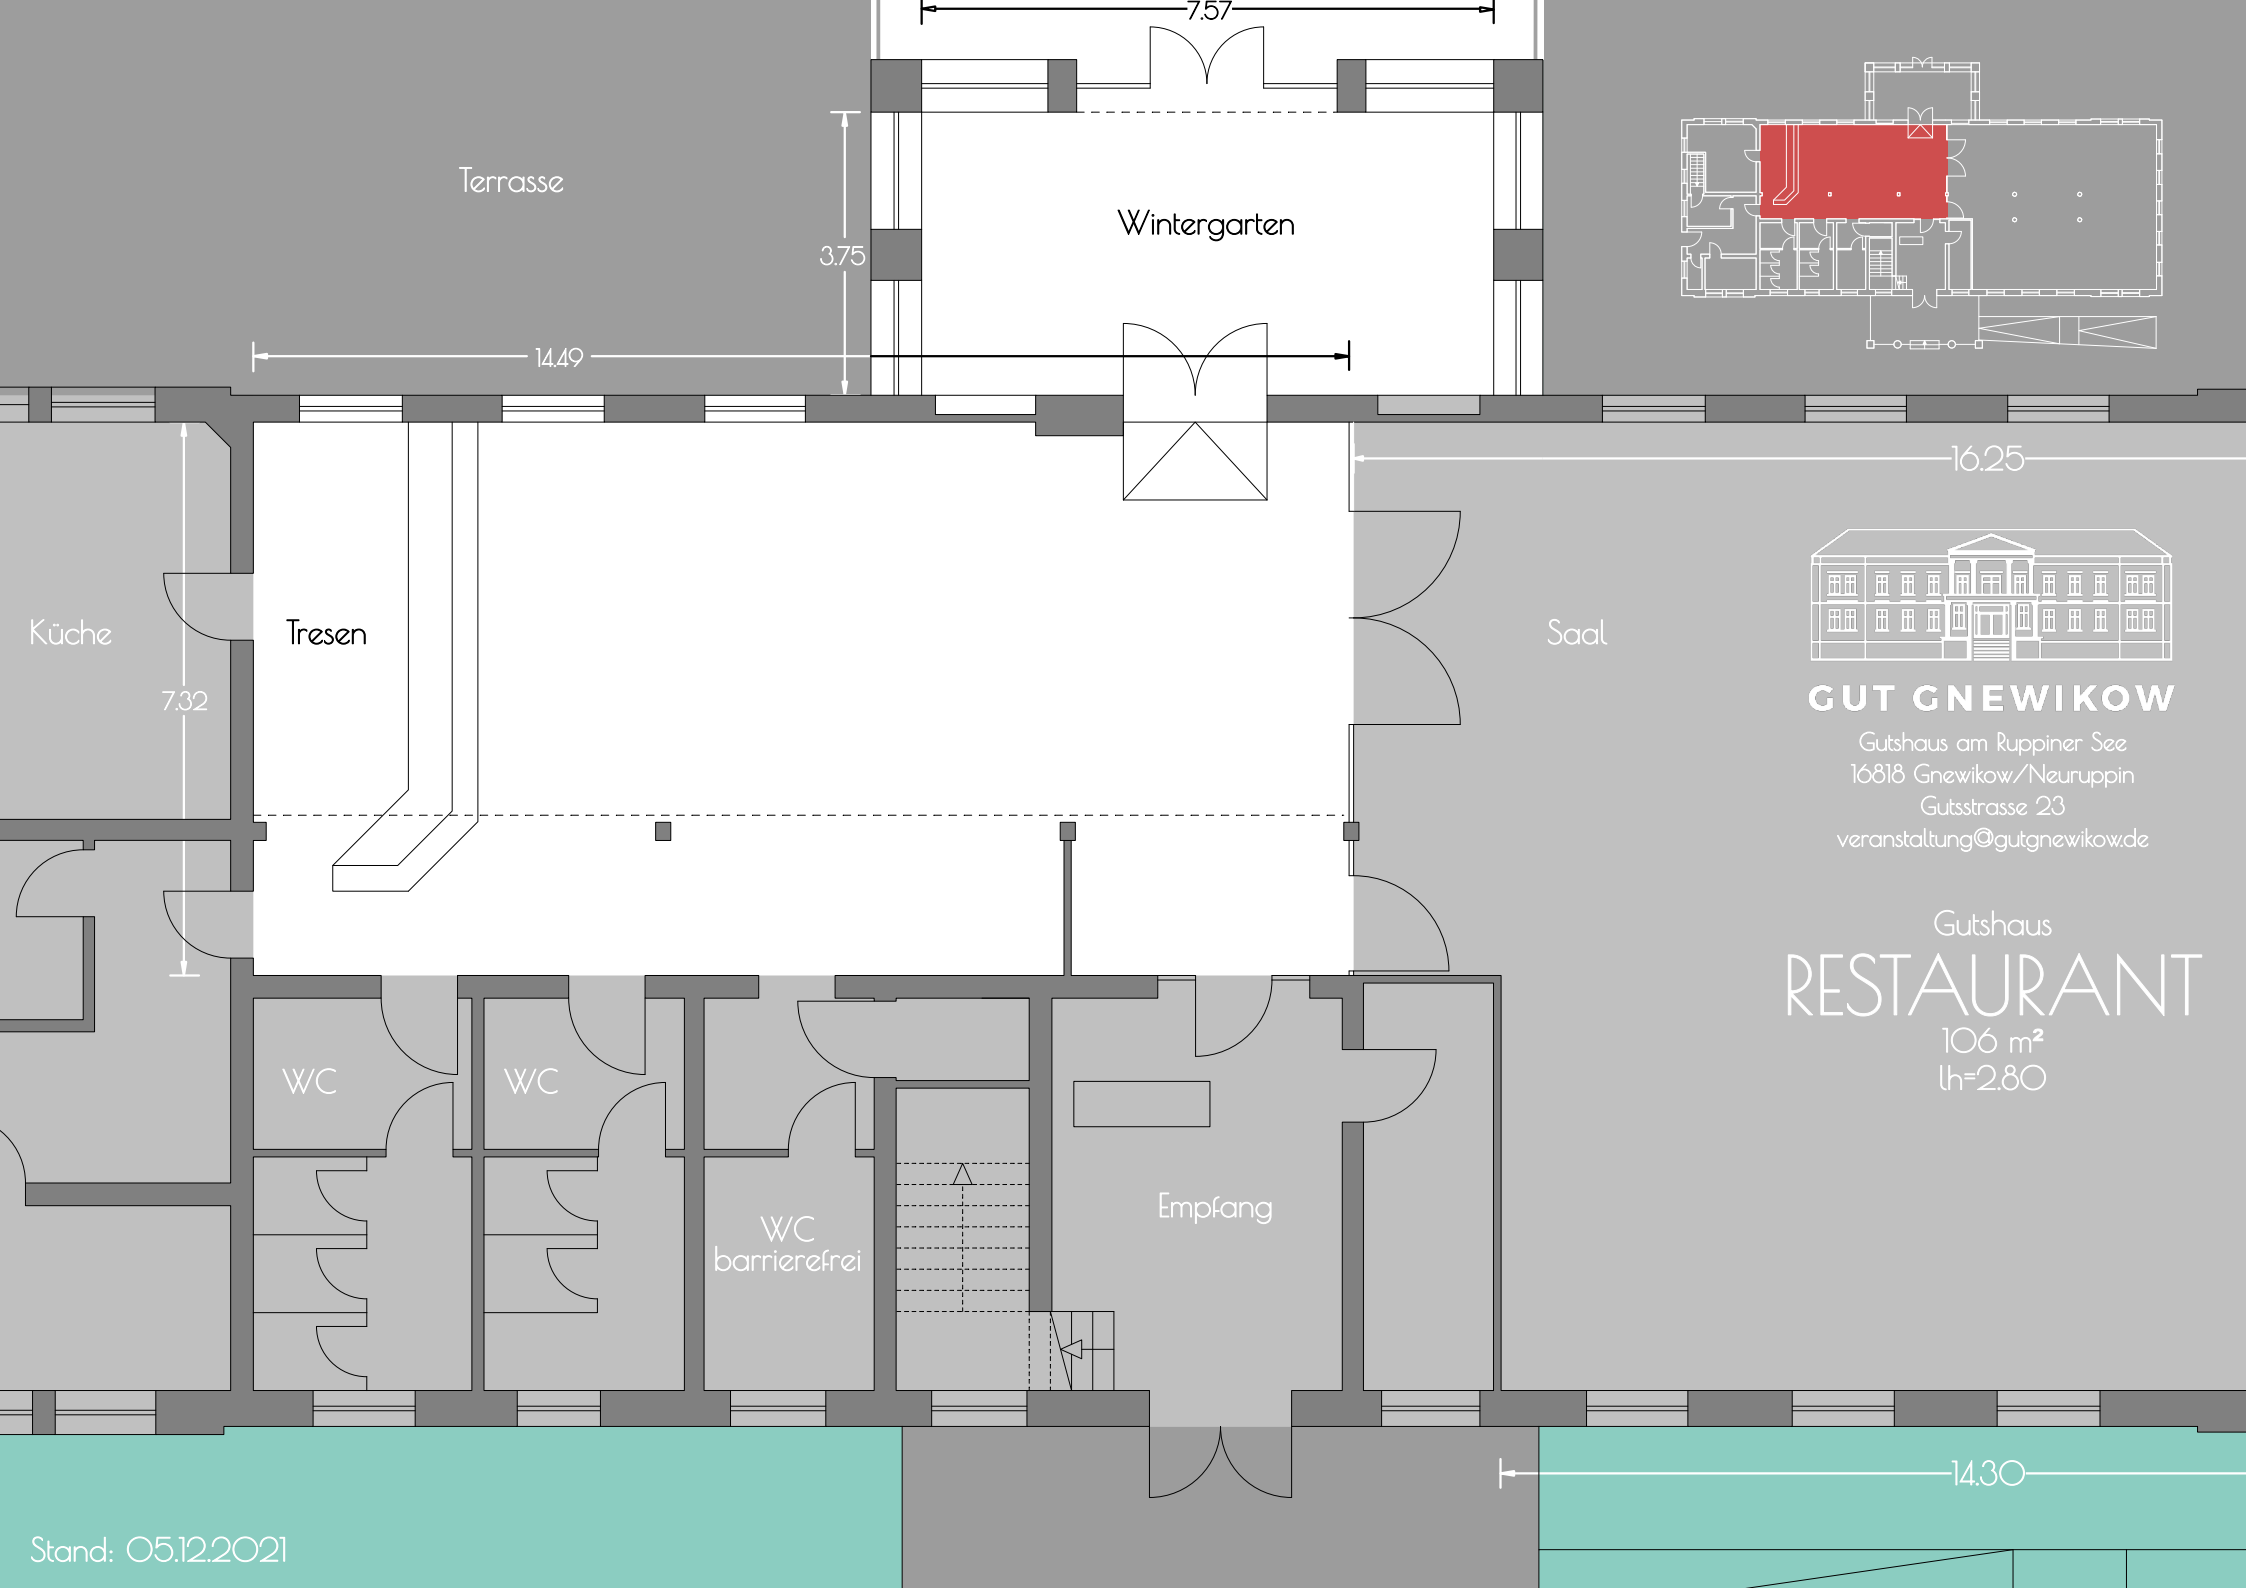 7.57
Terrasse
Wintergarten
3.75
14.49
16.25
Küche
Tresen
Saal
7.32
GUT GNEWIKOW
Gutshaus am Ruppiner See
16818 Gnewikow/Neuruppin
Gutsstrasse 23
veranstaltung@gutgnewikow.de
Gutshaus
RESTAURANT
106 m²
lh=2.80
WC
WC
Empfang
WC
barrierefrei
14.30
Stand: 05.12.2021